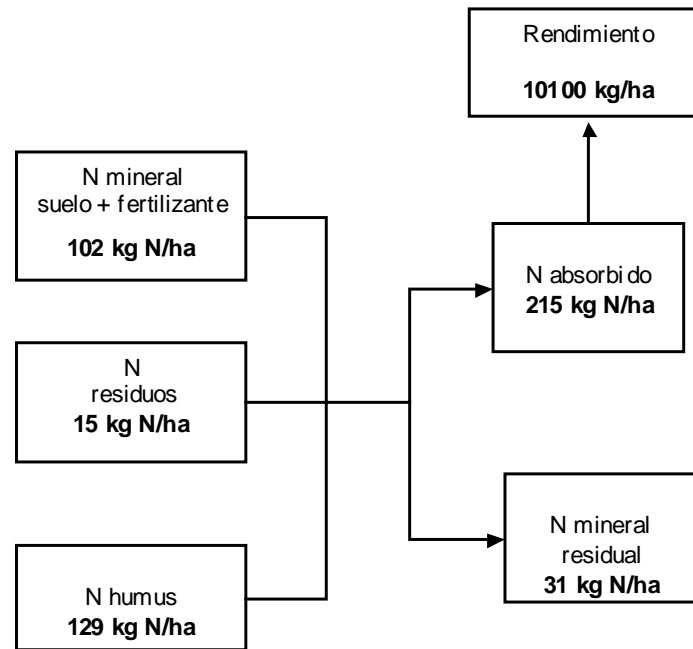 Rendimiento
10100 kg/ha
N mineral
suelo + fertilizante
102 kg N/ha
N absorbido
215 kg N/ha
N
residuos
15 kg N/ha
N mineral
residual
31 kg N/ha
N humus
129 kg N/ha